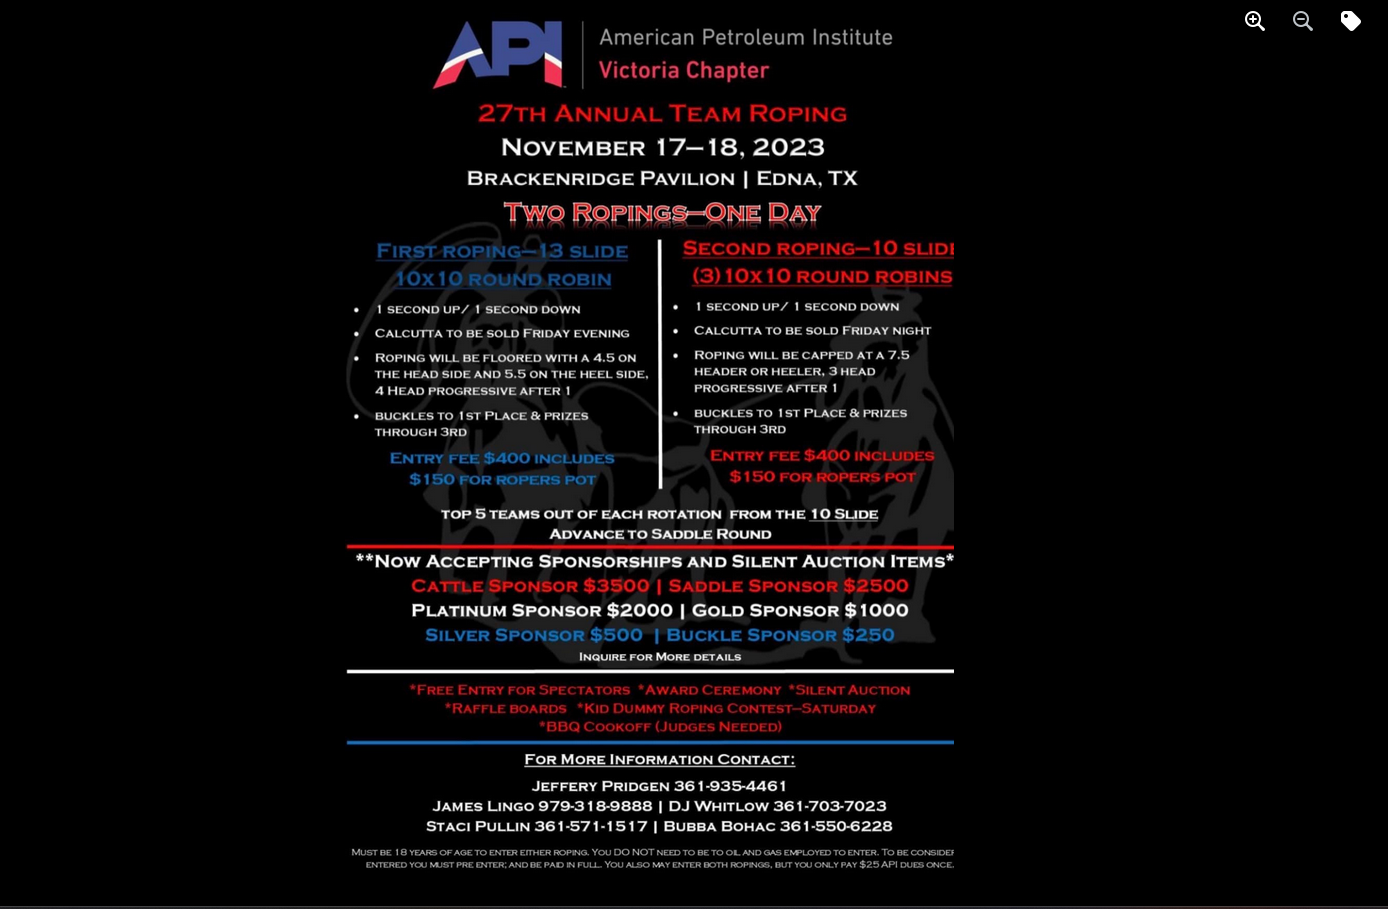 API
American Petroleum Institute
Victoria Chapter
27th Annual Team Roping
November 17–18, 2023
Brackenridge Pavilion | Edna, TX
Two Ropings—One Day
First roping—13 slide
10x10 round robin
• 1 second up/ 1 second down
• Calcutta to be sold Friday evening
• Roping will be floored with a 4.5 on
the head side and 5.5 on the heel side,
4 Head progressive after 1
• buckles to 1st Place & prizes
through 3rd
Entry fee $400 includes
$150 for ropers pot
Second roping—10 slide
(3) 10x10 round robins
• 1 second up/ 1 second down
• Calcutta to be sold Friday night
• Roping will be capped at a 7.5
header or heeler, 3 head
progressive after 1
• buckles to 1st Place & prizes
through 3rd
Entry fee $400 includes
$150 for ropers pot
top 5 teams out of each rotation from the 10 Slide
Advance to Saddle Round
**Now Accepting Sponsorships and Silent Auction Items*
Cattle Sponsor $3500 | Saddle Sponsor $2500
Platinum Sponsor $2000 | Gold Sponsor $1000
Silver Sponsor $500 | Buckle Sponsor $250
Inquire for More details
*Free Entry for Spectators *Award Ceremony *Silent Auction
*Raffle boards *Kid Dummy Roping Contest—Saturday
*BBQ Cookoff (Judges Needed)
For More Information Contact:
Jeffery Pridgen 361-935-4461
James Lingo 979-318-9888 | DJ Whitlow 361-703-7023
Staci Pullin 361-571-1517 | Bubba Bohac 361-550-6228
Must be 18 years of age to enter either roping. You DO NOT need to be to oil and gas employed to enter. To be consider
entered you must pre enter; and be paid in full. You also may enter both ropings, but you only pay $25 API dues once.